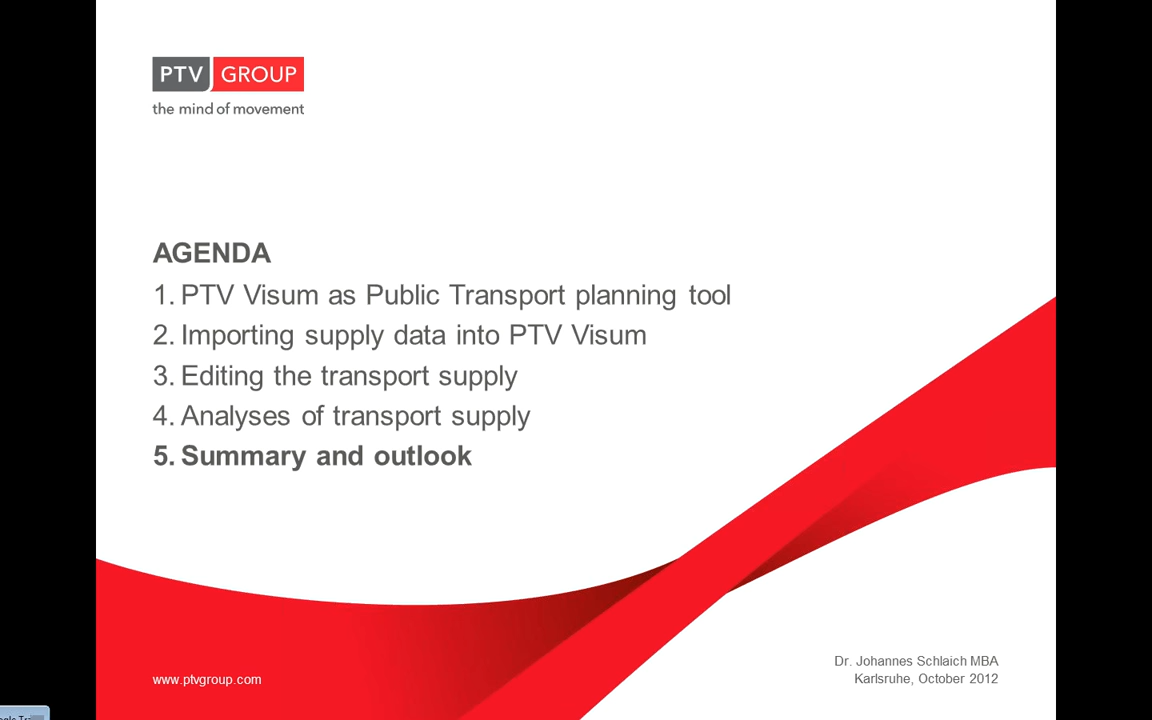 PTV GROUP
the mind of movement
AGENDA
1. PTV Visum as Public Transport planning tool
2. Importing supply data into PTV Visum
3. Editing the transport supply
4. Analyses of transport supply
5. Summary and outlook
Dr. Johannes Schlaich MBA
www.ptvgroup.com
Karlsruhe, October 2012